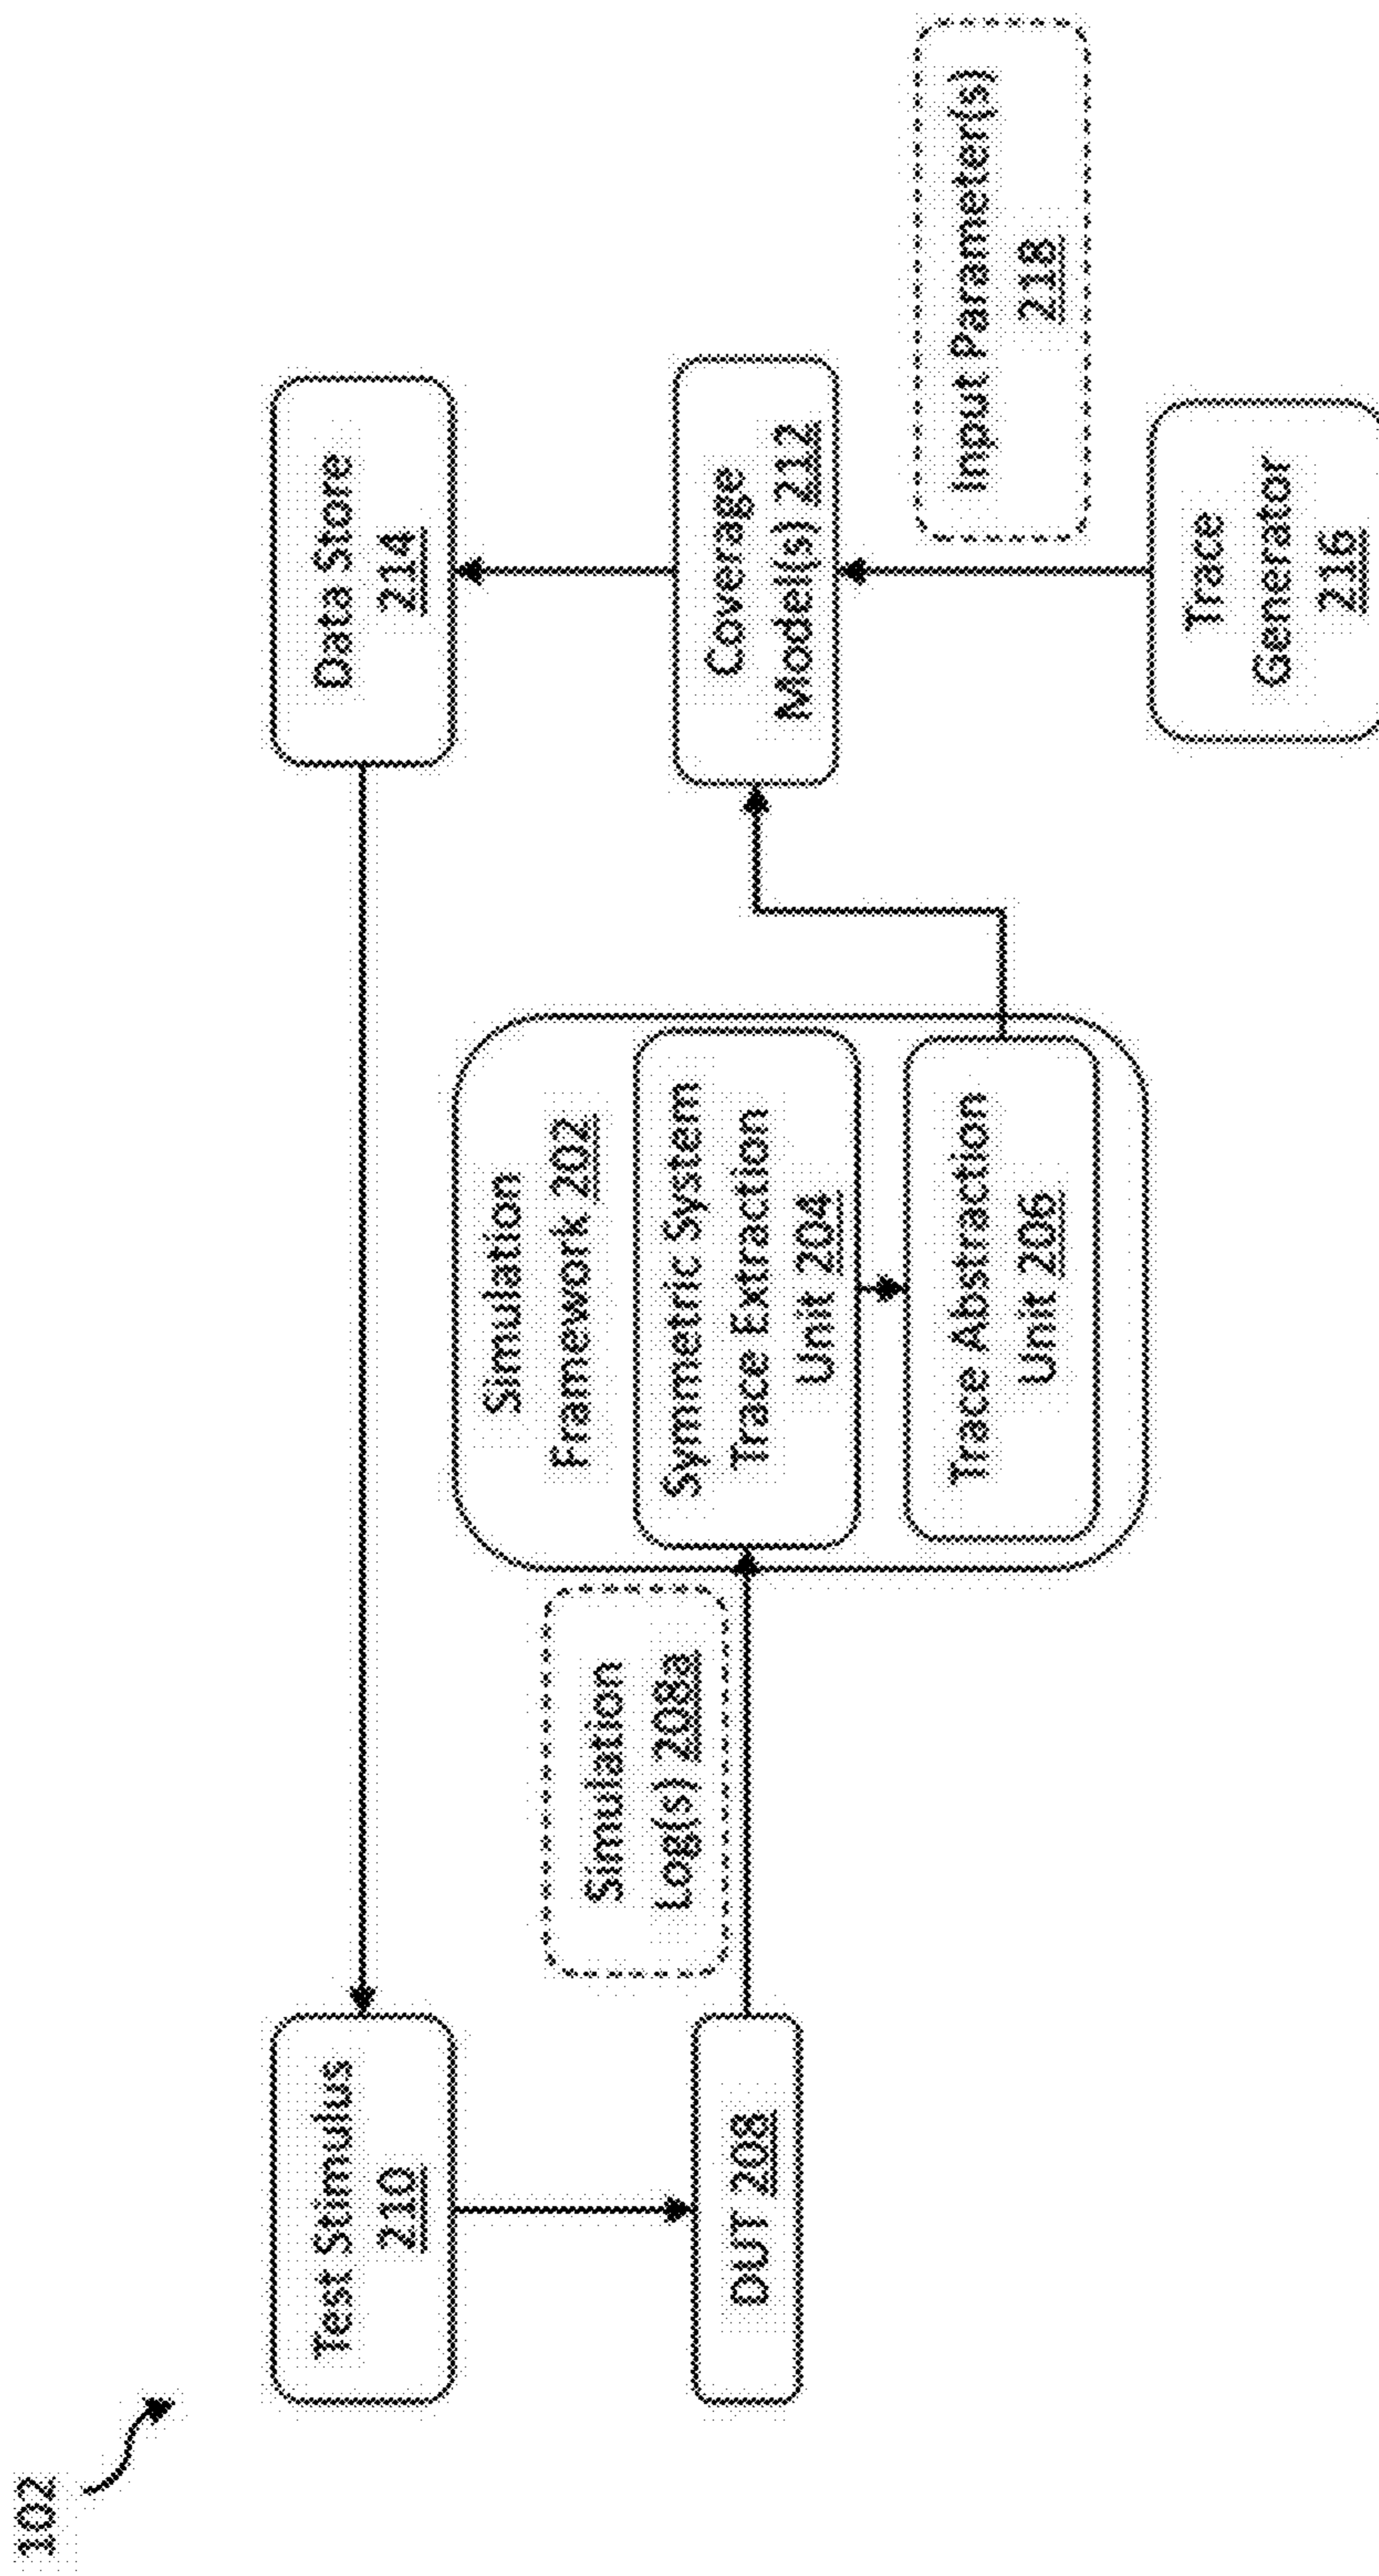 102
Test Stimulus
210
DUT 208
Simulation
Log(s) 208a
Simulation
Framework 202
Symmetric System
Trace Extraction
Unit 204
Trace Abstraction
Unit 206
Data Store
214
Coverage
Model(s) 212
Input Parameter(s)
218
Trace
Generator
216